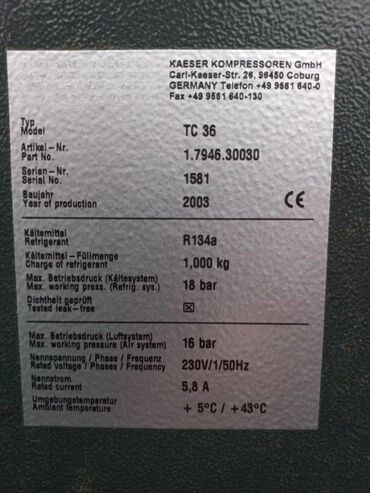 KAESER KOMPRESSOREN GmbH
Carl-Kaeser-Str. 26, 96450 Coburg
GERMANY Telefon +49 9561 640-0
Fax +49 9561 640-130
Typ
Model TC 36
Artikel-Nr.
Part No. 1.7946.30030
Serien-Nr.
Serial No. 1581
Baujahr
Year of production 2003 CE
Kältemittel
Refrigerant R134a
Kältemittel-Füllmenge
Charge of refrigerant 1,000 kg
Max. Betriebsdruck (Kältesystem)
Max. working press. (Refrig. sys.) 18 bar
Dichtheit geprüft
Tested leak-free ☒
Max. Betriebsdruck (Luftsystem)
Max. working pressure (Air system) 16 bar
Nennspannung / Phase / Frequenz
Rated voltage / Phases / Frequency 230V/1/50Hz
Nennstrom
Rated current 5,8 A
Umgebungstemperatur
Ambient temperature + 5°C / +43°C